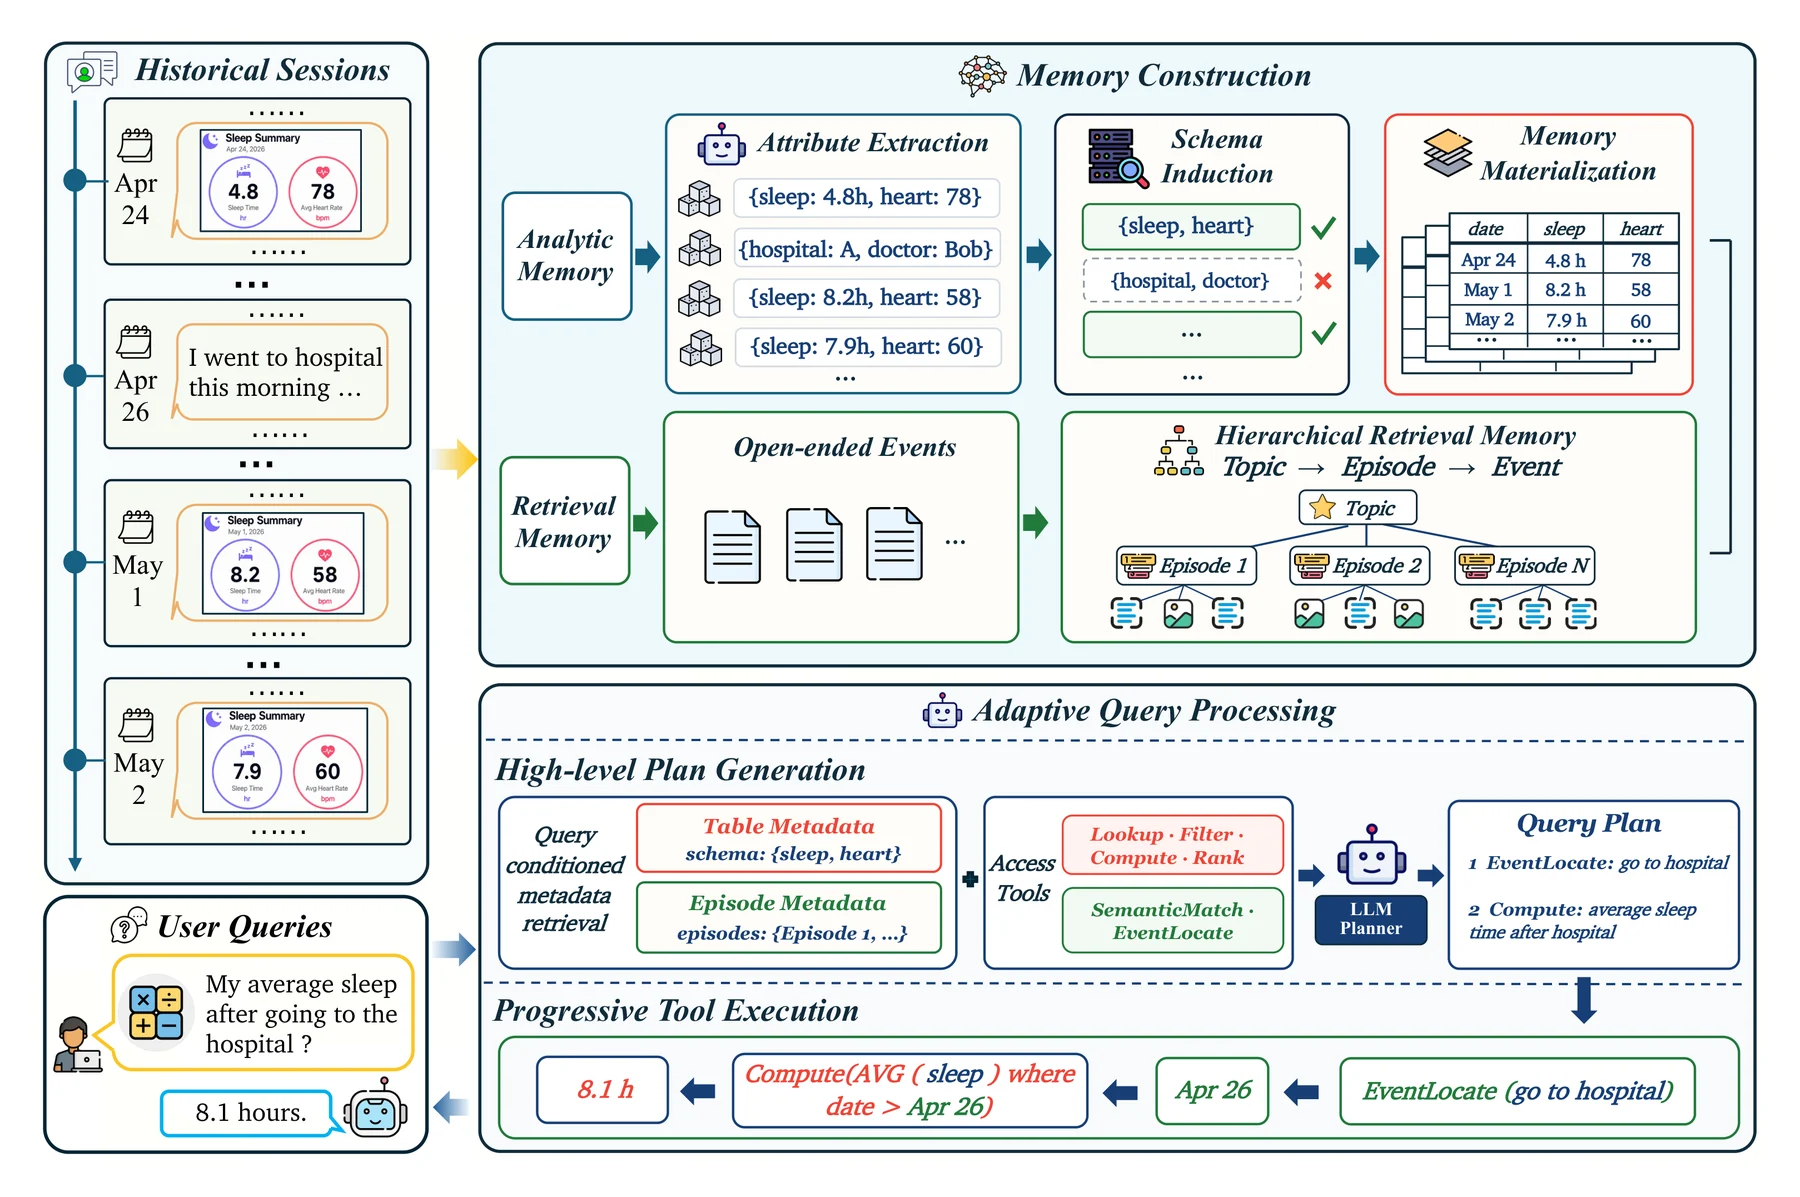 Historical Sessions
......
Apr
24
Sleep Summary
Apr 24, 2026
4.8
Sleep Time
hr
78
Avg Heart Rate
bpm
......
...
Apr
26
......
I went to hospital
this morning ...
......
...
May
1
......
Sleep Summary
May 1, 2026
8.2
Sleep Time
hr
58
Avg Heart Rate
bpm
......
...
May
2
......
Sleep Summary
May 2, 2026
7.9
Sleep Time
hr
60
Avg Heart Rate
bpm
......
User Queries
My average sleep
after going to the
hospital ?
8.1 hours.
Memory Construction
Analytic
Memory
Attribute Extraction
{sleep: 4.8h, heart: 78}
{hospital: A, doctor: Bob}
{sleep: 8.2h, heart: 58}
{sleep: 7.9h, heart: 60}
...
Schema
Induction
{sleep, heart}
{hospital, doctor}
...
...
Memory
Materialization
date sleep heart
Apr 24 4.8 h 78
May 1 8.2 h 58
May 2 7.9 h 60
... ... ...
Retrieval
Memory
Open-ended Events
...
Hierarchical Retrieval Memory
Topic → Episode → Event
Topic
Episode 1
Episode 2
Episode N
Adaptive Query Processing
High-level Plan Generation
Query
conditioned
metadata
retrieval
Table Metadata
schema: {sleep, heart}
Episode Metadata
episodes: {Episode 1, ...}
Access
Tools
Lookup · Filter ·
Compute · Rank
SemanticMatch ·
EventLocate
LLM
Planner
Query Plan
1 EventLocate: go to hospital
2 Compute: average sleep
time after hospital
Progressive Tool Execution
8.1 h
Compute(AVG ( sleep ) where
date > Apr 26)
Apr 26
EventLocate (go to hospital)